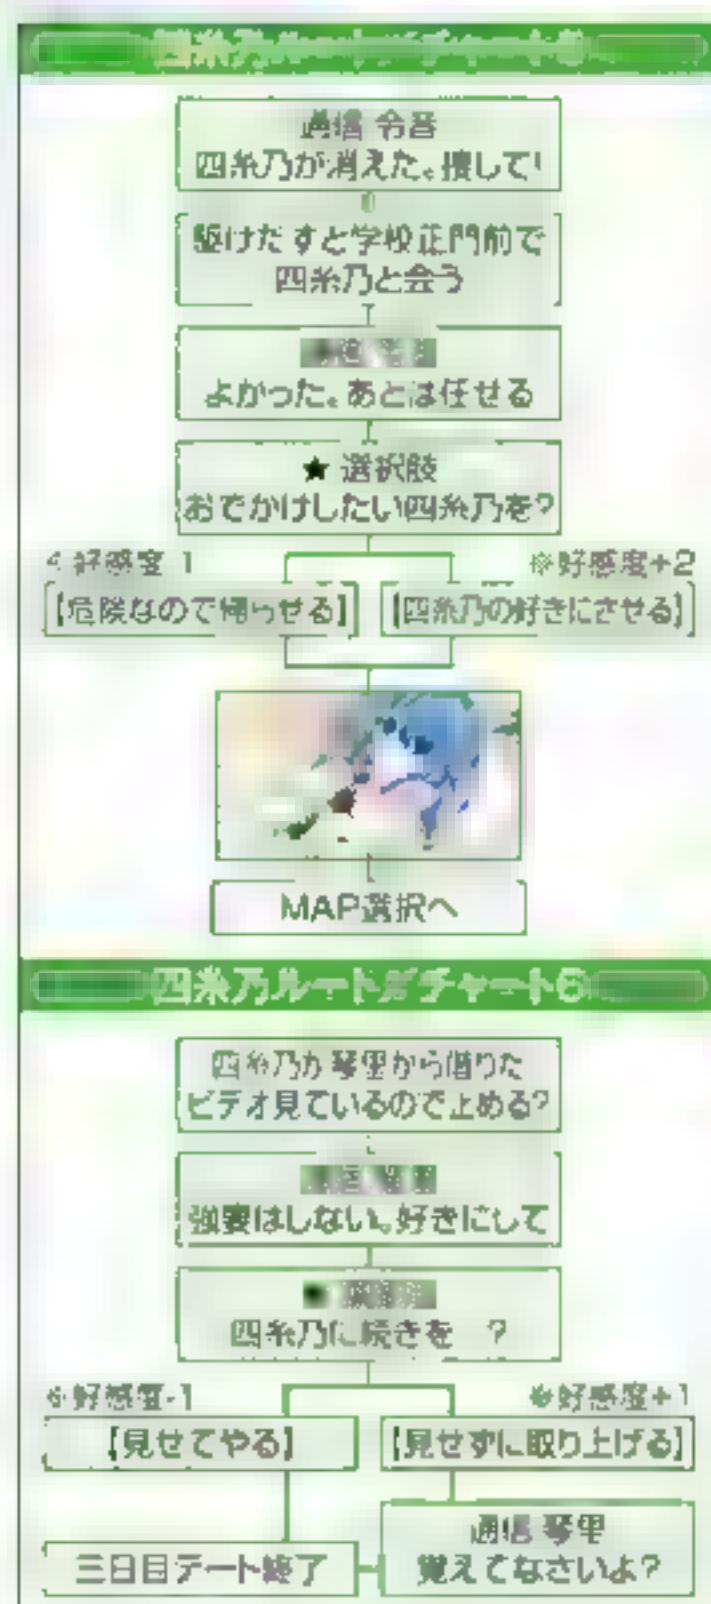 四糸乃ルート
通信 令音
四糸乃が消えた。捜して!
駆けだすと学校正門前で
四糸乃と会う
よかった。あとは任せる
★選択肢
おでかけしたい四糸乃を?
好感度-1
※好感度+2
【危険なので帰らせる】
【四糸乃の好きにさせる】
MAP選択へ
四糸乃ルート チャート⑥
四糸乃が琴里から借りた
ビデオ見ているので止める?
強要はしない。好きにして
四糸乃に続きを ?
※好感度-1
※好感度+1
【見せてやる】
【見せずに取り上げる】
通信 琴里
覚えてなさいよ?
三日目デート終了